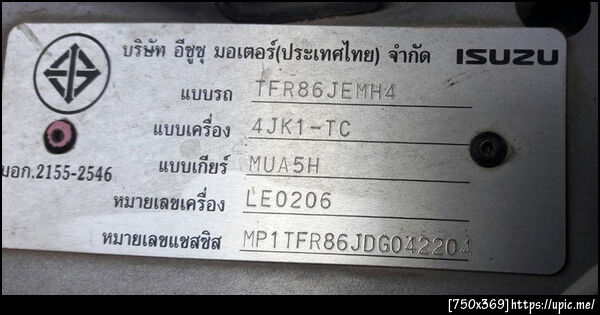 บริษัท อีซูซุ มอเตอร์(ประเทศไทย) จำกัด ISUZU
แบบรถ TFR86JEMH4
แบบเครื่อง 4JK1-TC
แบบเกียร์ MUA5H
มอก.2155-2546
หมายเลขเครื่อง LE0206
หมายเลขแชสซิส MP1TFR86JDG042204
[750x369]https://upic.me/